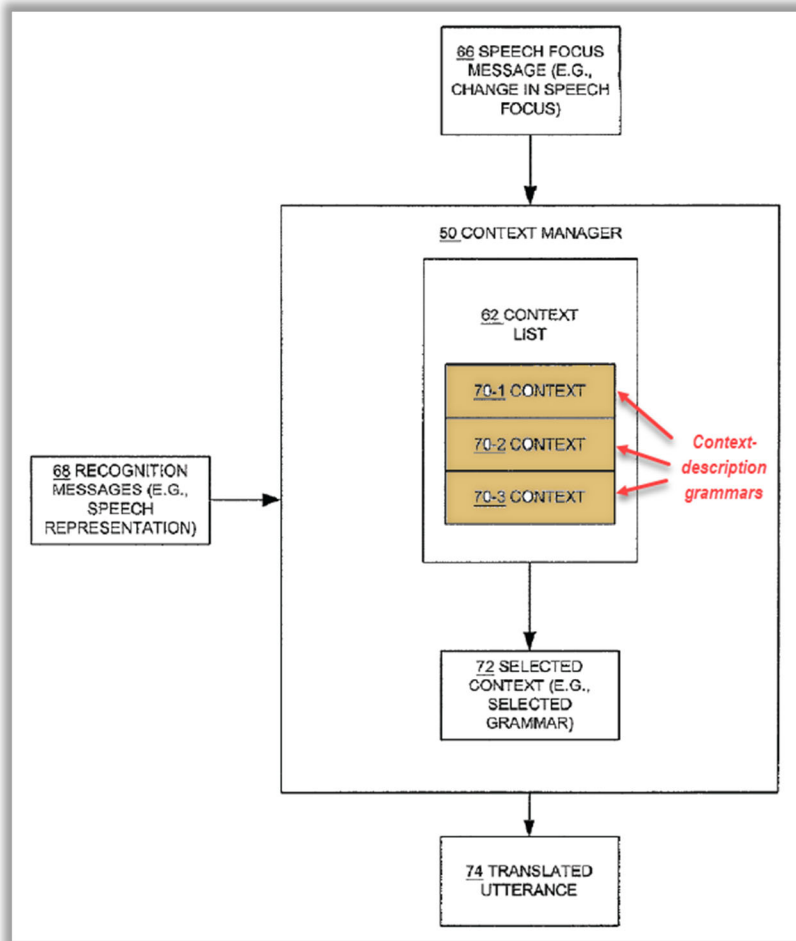 66 SPEECH FOCUS
MESSAGE (E.G.,
CHANGE IN SPEECH
FOCUS)
50 CONTEXT MANAGER
62 CONTEXT
LIST
70-1 CONTEXT
70-2 CONTEXT
70-3 CONTEXT
Context-
description
grammars
68 RECOGNITION
MESSAGES (E.G.,
SPEECH
REPRESENTATION)
72 SELECTED
CONTEXT (E.G.,
SELECTED
GRAMMAR)
74 TRANSLATED
UTTERANCE